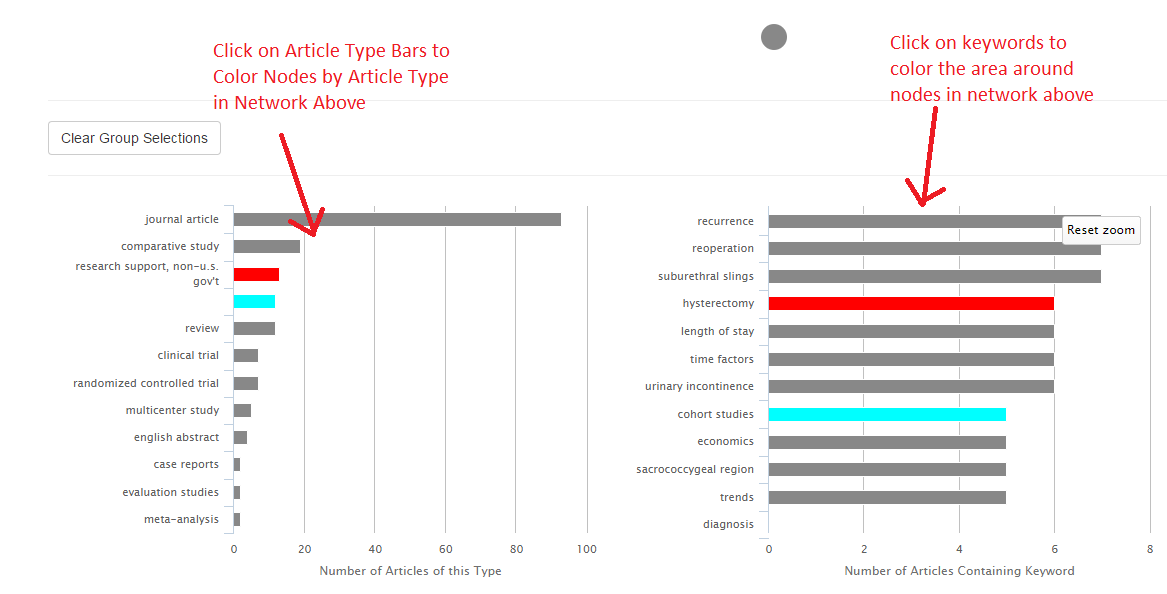 Click on Article Type Bars to
Color Nodes by Article Type
in Network Above
Click on keywords to
color the area around
nodes in network above
Clear Group Selections
journal article
comparative study
research support, non-u.s.
gov't
review
clinical trial
randomized controlled trial
multicenter study
english abstract
case reports
evaluation studies
meta-analysis
0 20 40 60 80 100
Number of Articles of this Type
Reset zoom
recurrence
reoperation
suburethral slings
hysterectomy
length of stay
time factors
urinary incontinence
cohort studies
economics
sacrococcygeal region
trends
diagnosis
0 2 4 6 8
Number of Articles Containing Keyword